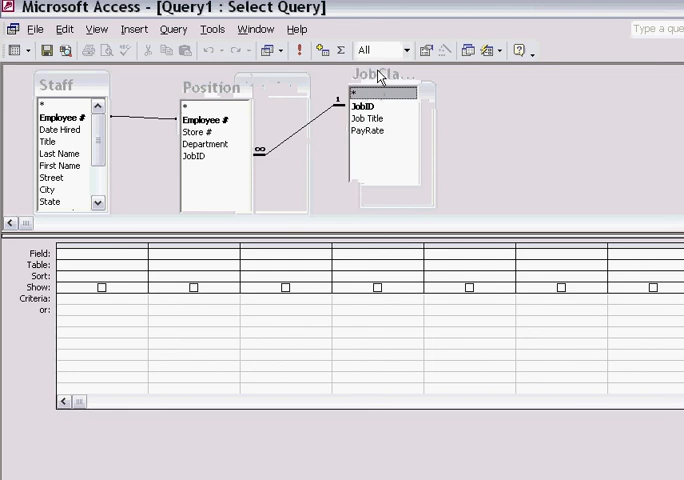 Microsoft Access - [Query1 : Select Query]
File Edit View Insert Query Tools Window Help
Type a que
Σ All
Staff
*
Employee #
Date Hired
Title
Last Name
First Name
Street
City
State
Position
*
Employee #
Store #
Department
JobID
∞
1
JobCla...
*
JobID
Job Title
PayRate
Field:
Table:
Sort:
Show:
Criteria:
or: